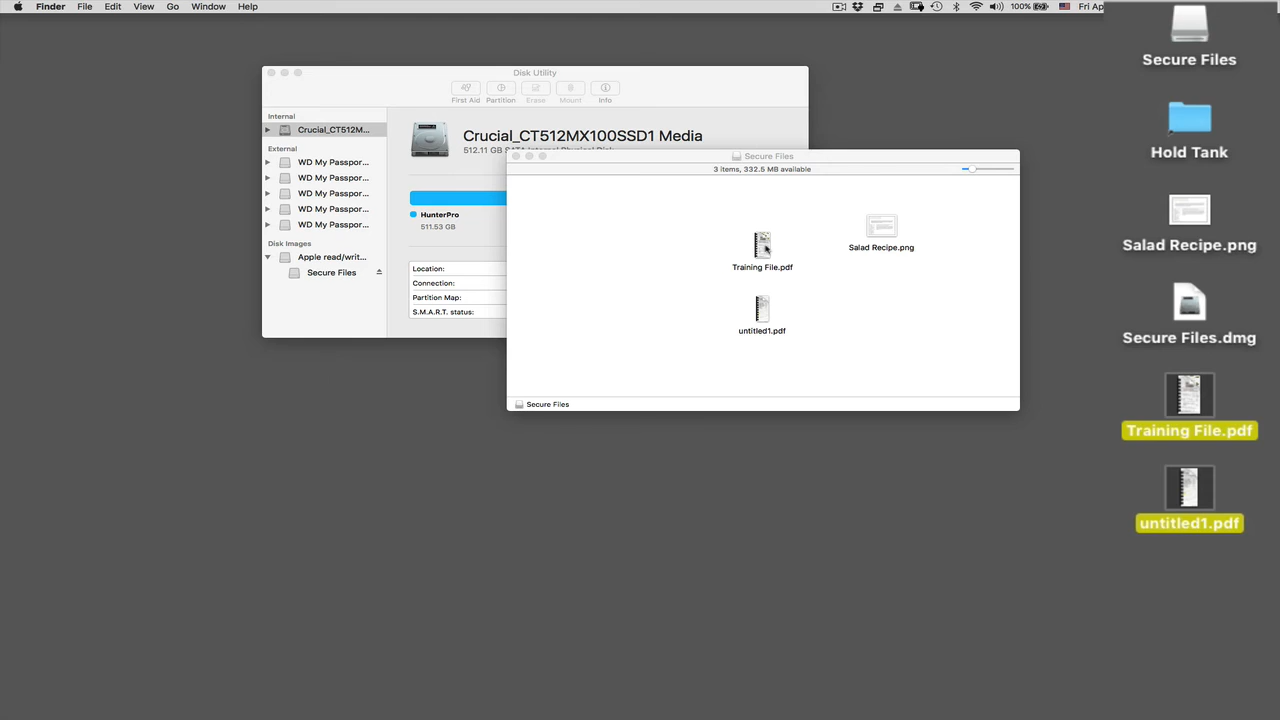 Finder File Edit View Go Window Help 100% Fri Ap
Disk Utility
First Aid Partition Erase Mount Info
Internal
Crucial_CT512M...
External
WD My Passpor...
WD My Passpor...
WD My Passpor...
WD My Passpor...
WD My Passpor...
Disk Images
Apple read/writ...
Secure Files
Crucial_CT512MX100SSD1 Media
512.11 GB SATA Internal Physical Disk
HunterPro
511.53 GB
Location:
Connection:
Partition Map:
S.M.A.R.T. status:
Secure Files
3 items, 332.5 MB available
Training File.pdf
Salad Recipe.png
untitled1.pdf
Secure Files
Secure Files
Hold Tank
Salad Recipe.png
Secure Files.dmg
Training File.pdf
untitled1.pdf